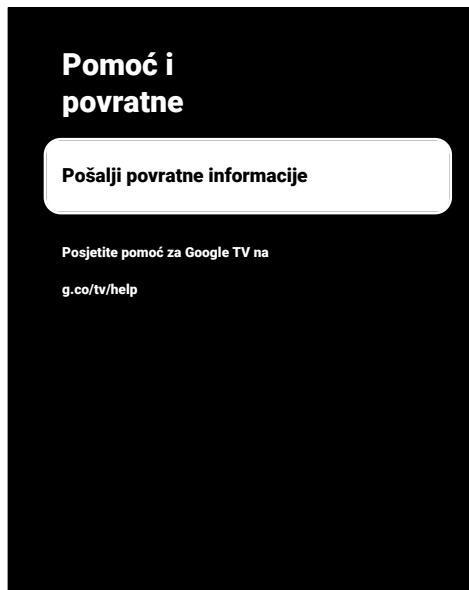 Pomoć i
povratne
Pošalji povratne informacije
Posjetite pomoć za Google TV na
g.co/tv/help